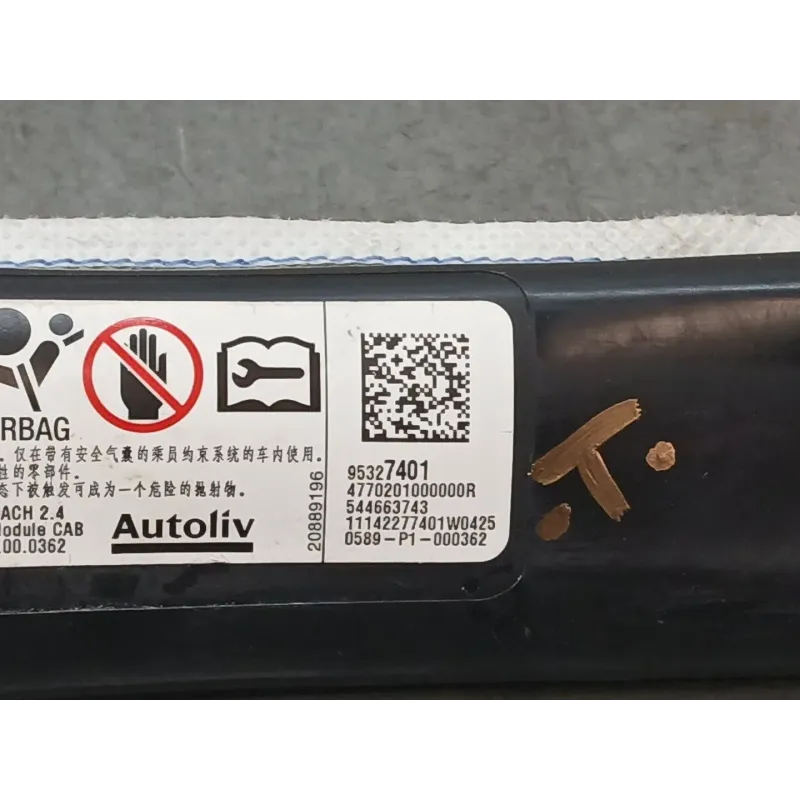 RBAG
. 仅在带有安全气囊的乘员约束系统的车内使用.
性的零部件.
态下被触发可成为一个危险的抛射物.
ACH 2.4
Module CAB
.00.0362
Autoliv
20889196
95327401
4770201000000R
544663743
11142277401W0425
0589-P1-000362